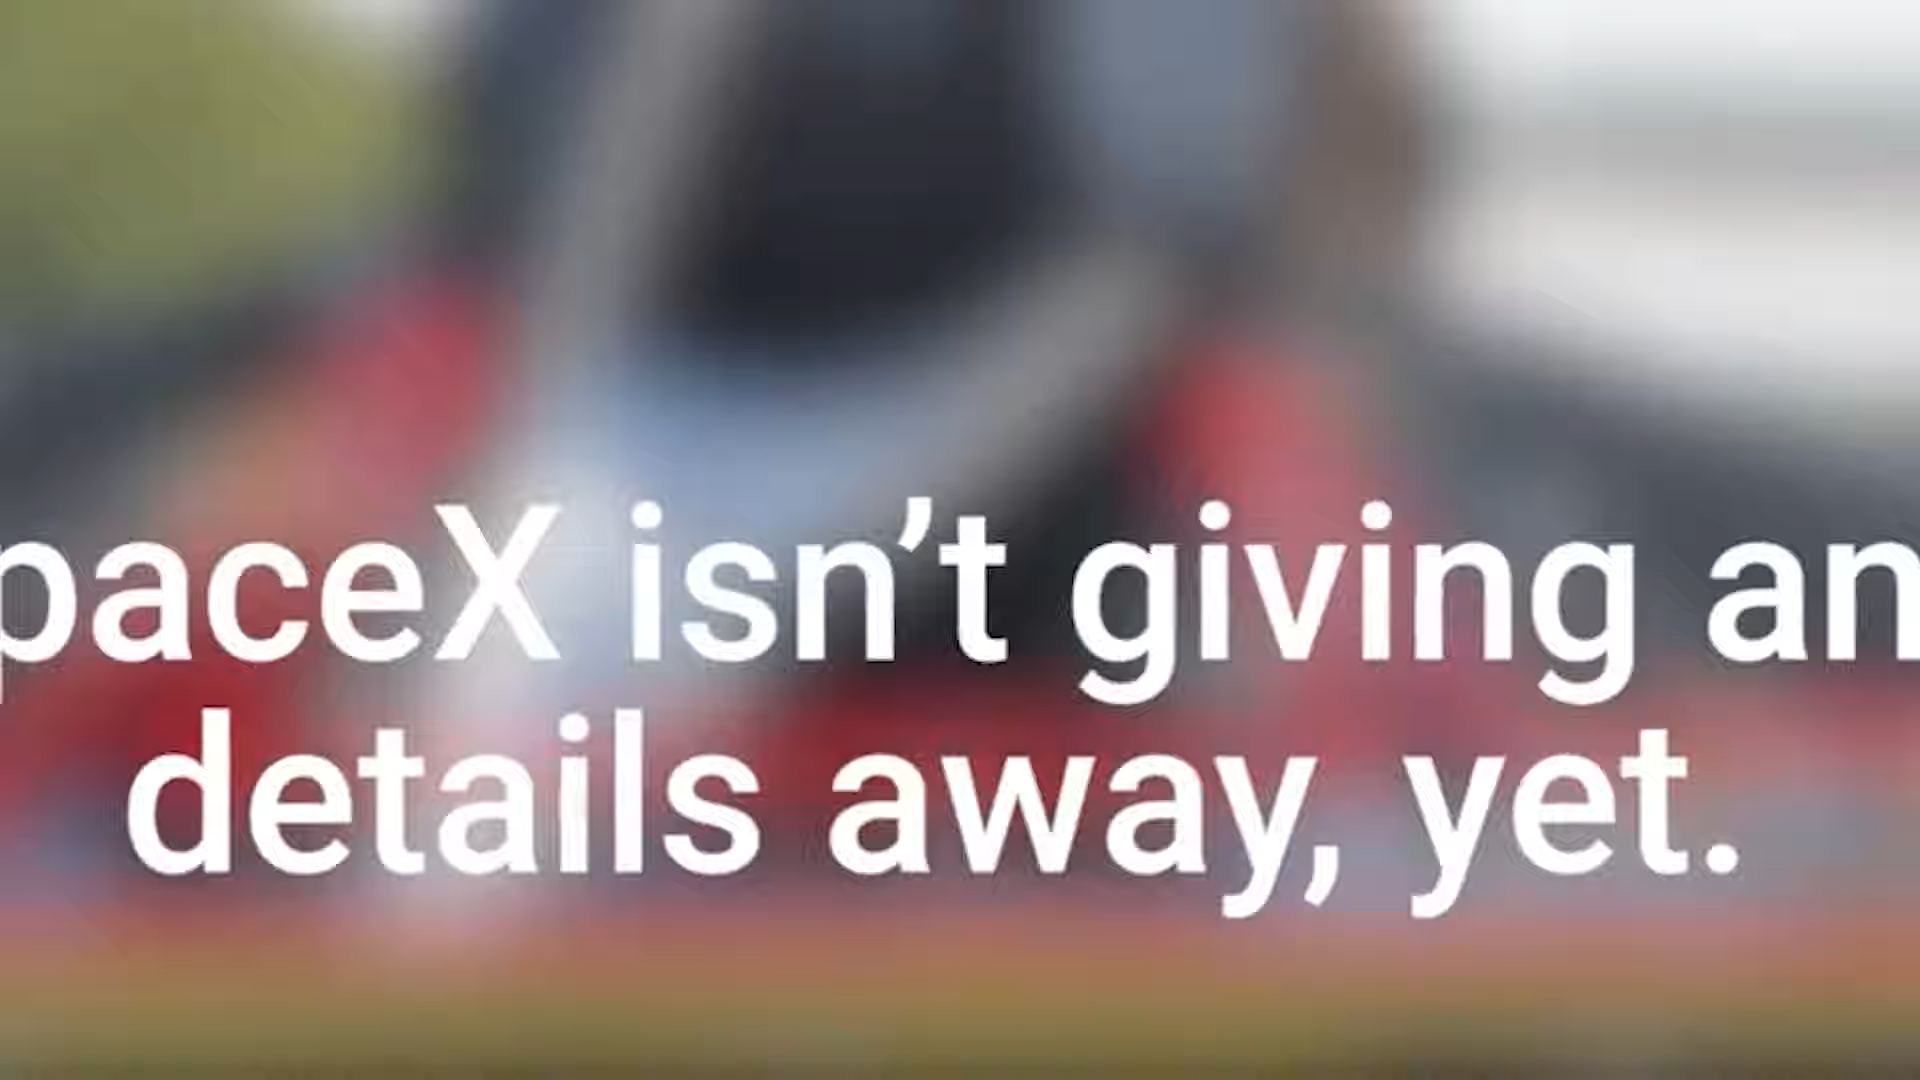 paceX isn’t giving an
details away, yet.